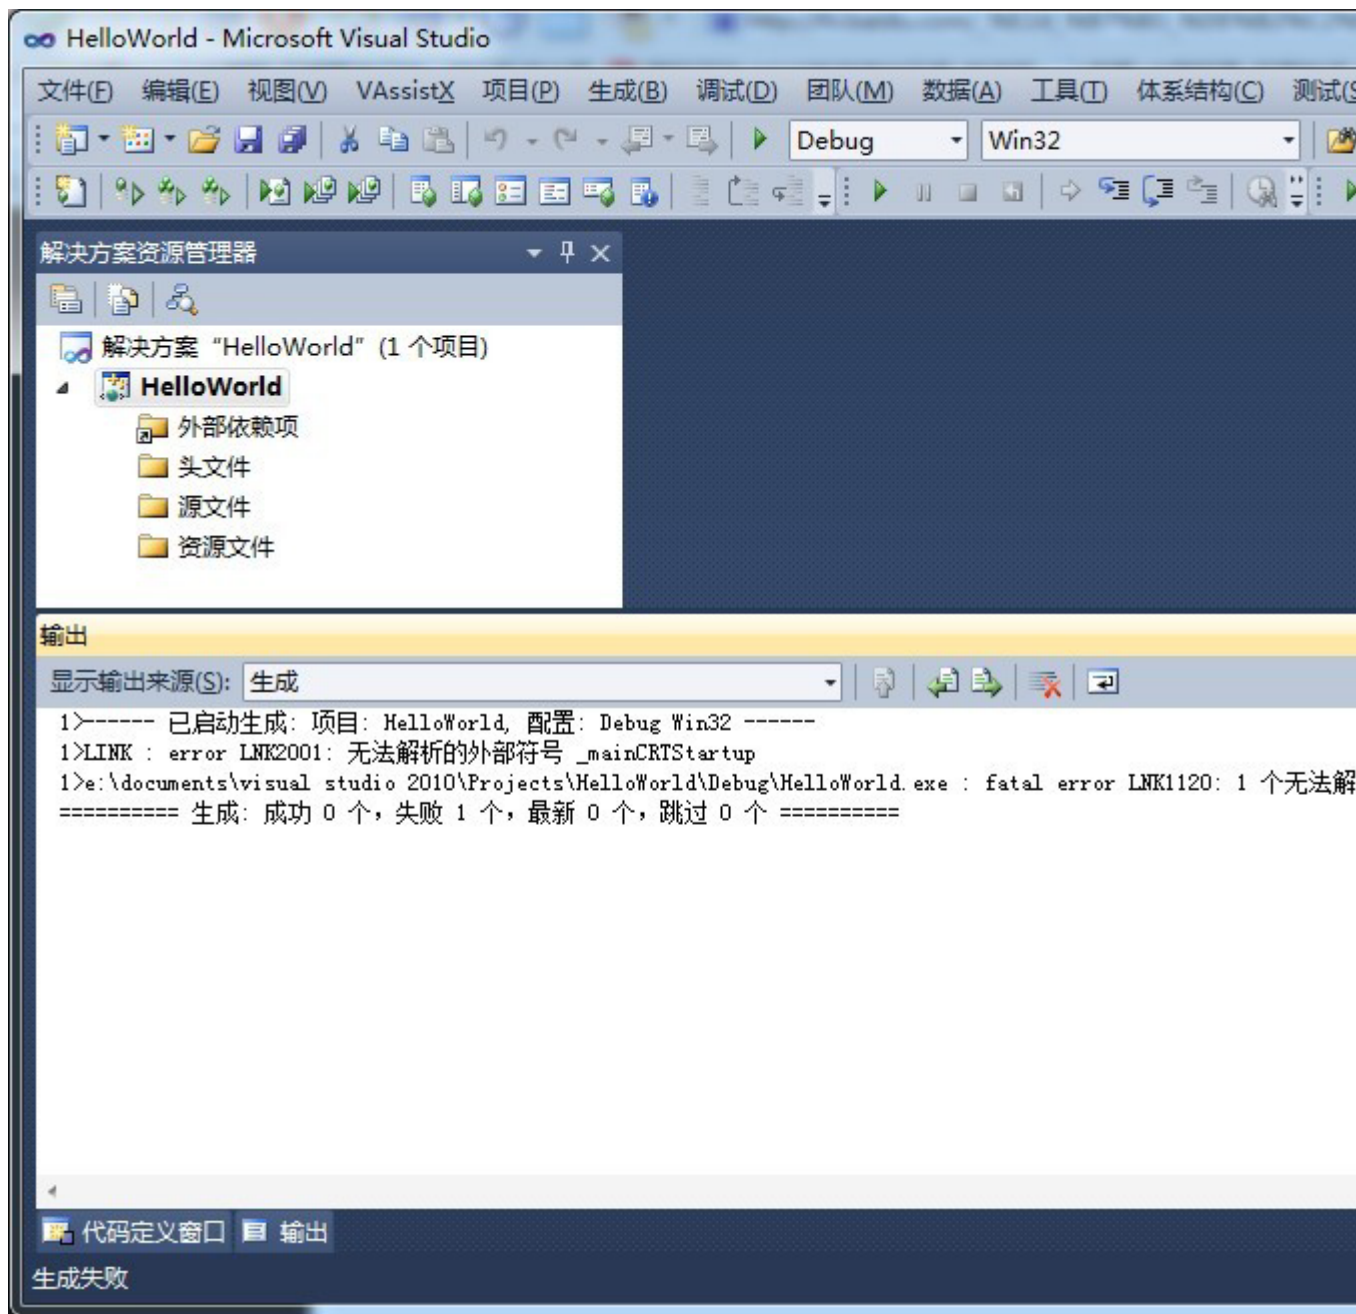 HelloWorld - Microsoft Visual Studio
文件(F) 编辑(E) 视图(V) VAssistX 项目(P) 生成(B) 调试(D) 团队(M) 数据(A) 工具(T) 体系结构(C) 测试(S
Debug Win32
解决方案资源管理器
解决方案“HelloWorld”(1 个项目)
HelloWorld
外部依赖项
头文件
源文件
资源文件
输出
显示输出来源(S): 生成
1>------ 已启动生成: 项目: HelloWorld, 配置: Debug Win32 ------
1>LINK : error LNK2001: 无法解析的外部符号 _mainCRTStartup
1>e:\documents\visual studio 2010\Projects\HelloWorld\Debug\HelloWorld.exe : fatal error LNK1120: 1 个无法解
========== 生成: 成功 0 个，失败 1 个，最新 0 个，跳过 0 个 ==========
代码定义窗口 输出
生成失败